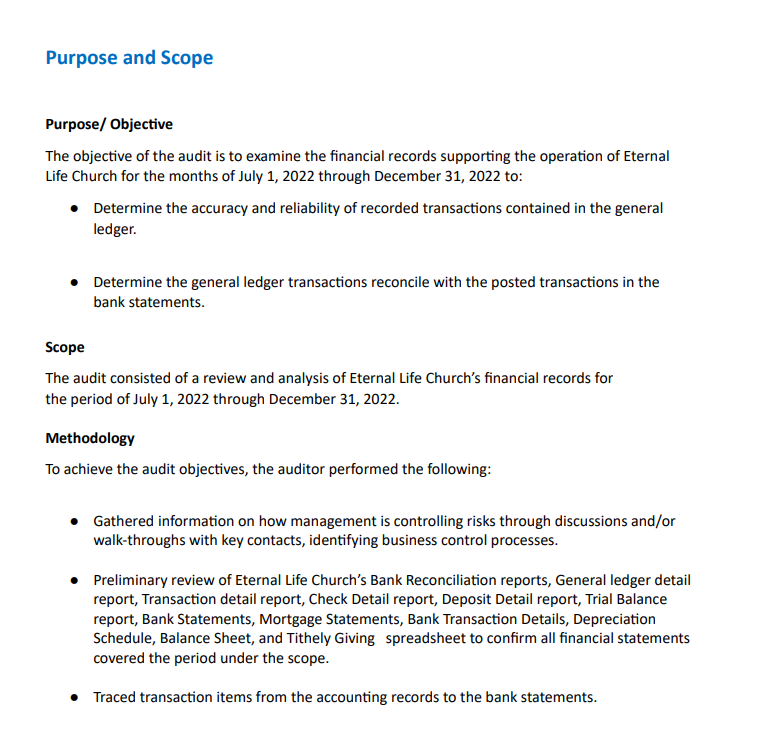 Purpose and Scope
Purpose/ Objective
The objective of the audit is to examine the financial records supporting the operation of Eternal
Life Church for the months of July 1, 2022 through December 31, 2022 to:
● Determine the accuracy and reliability of recorded transactions contained in the general
ledger.
● Determine the general ledger transactions reconcile with the posted transactions in the
bank statements.
Scope
The audit consisted of a review and analysis of Eternal Life Church’s financial records for
the period of July 1, 2022 through December 31, 2022.
Methodology
To achieve the audit objectives, the auditor performed the following:
● Gathered information on how management is controlling risks through discussions and/or
walk-throughs with key contacts, identifying business control processes.
● Preliminary review of Eternal Life Church’s Bank Reconciliation reports, General ledger detail
report, Transaction detail report, Check Detail report, Deposit Detail report, Trial Balance
report, Bank Statements, Mortgage Statements, Bank Transaction Details, Depreciation
Schedule, Balance Sheet, and Tithely Giving   spreadsheet to confirm all financial statements
covered the period under the scope.
● Traced transaction items from the accounting records to the bank statements.